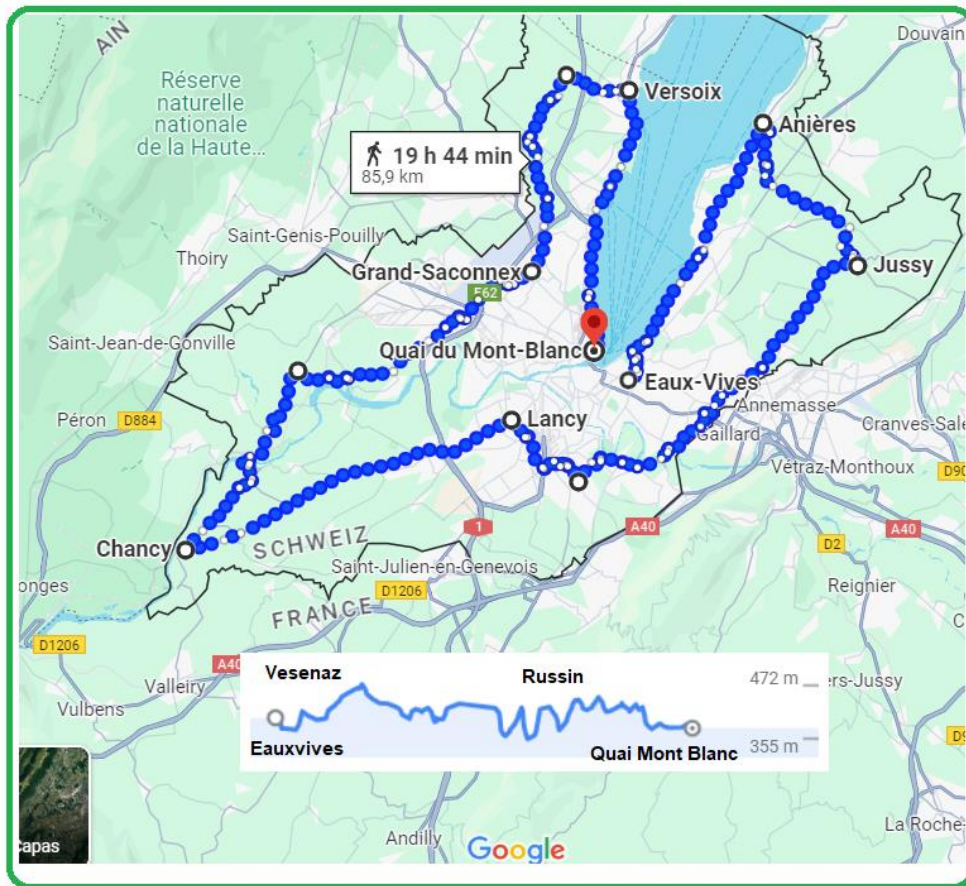 AIN
Douvain
Réserve
naturelle
nationale
de la Haute...
Versoix
Anières
19 h 44 min
85,9 km
Saint-Genis-Pouilly
Thoiry
Grand-Saconnex
E62
Jussy
Saint-Jean-de-Gonville
Quai du Mont-Blanc
Eaux-Vives
Péron
D884
Lancy
Annemasse
Gaillard
Cranves-Sale
Vétraz-Monthoux
D90
Chancy
SCHWEIZ
1
A40
A40
D2
Saint-Julien-en-Genevois
onges
D1206
Reignier
FRANCE
C
D1206
A40
Vesenaz
Russin
472 m
ers-Jussy
Valleiry
Vulbens
Eauxvives
Quai Mont Blanc
355 m
D9
Capas
Andilly
Google
La Roche-